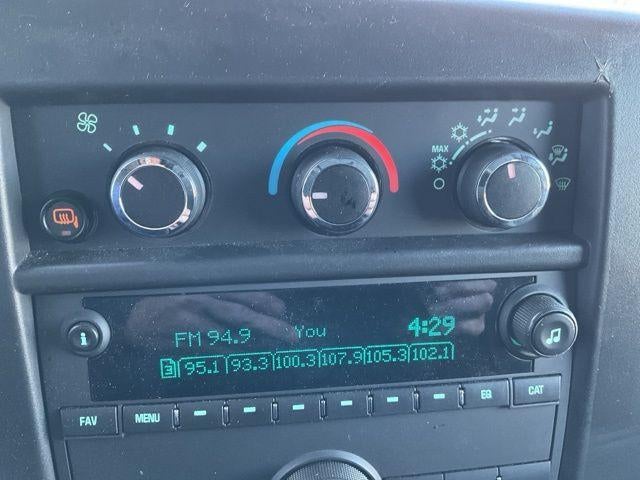 MAX
i
FM 94.9 You 4:29
3 95.1 93.3 100.3 107.9 105.3 102.1
FAV MENU EQ CAT